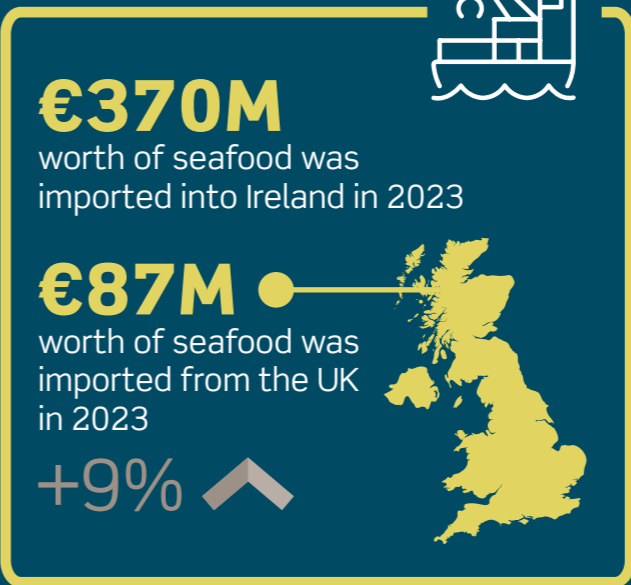 €370M
worth of seafood was
imported into Ireland in 2023
€87M
worth of seafood was
imported from the UK
in 2023
+9%